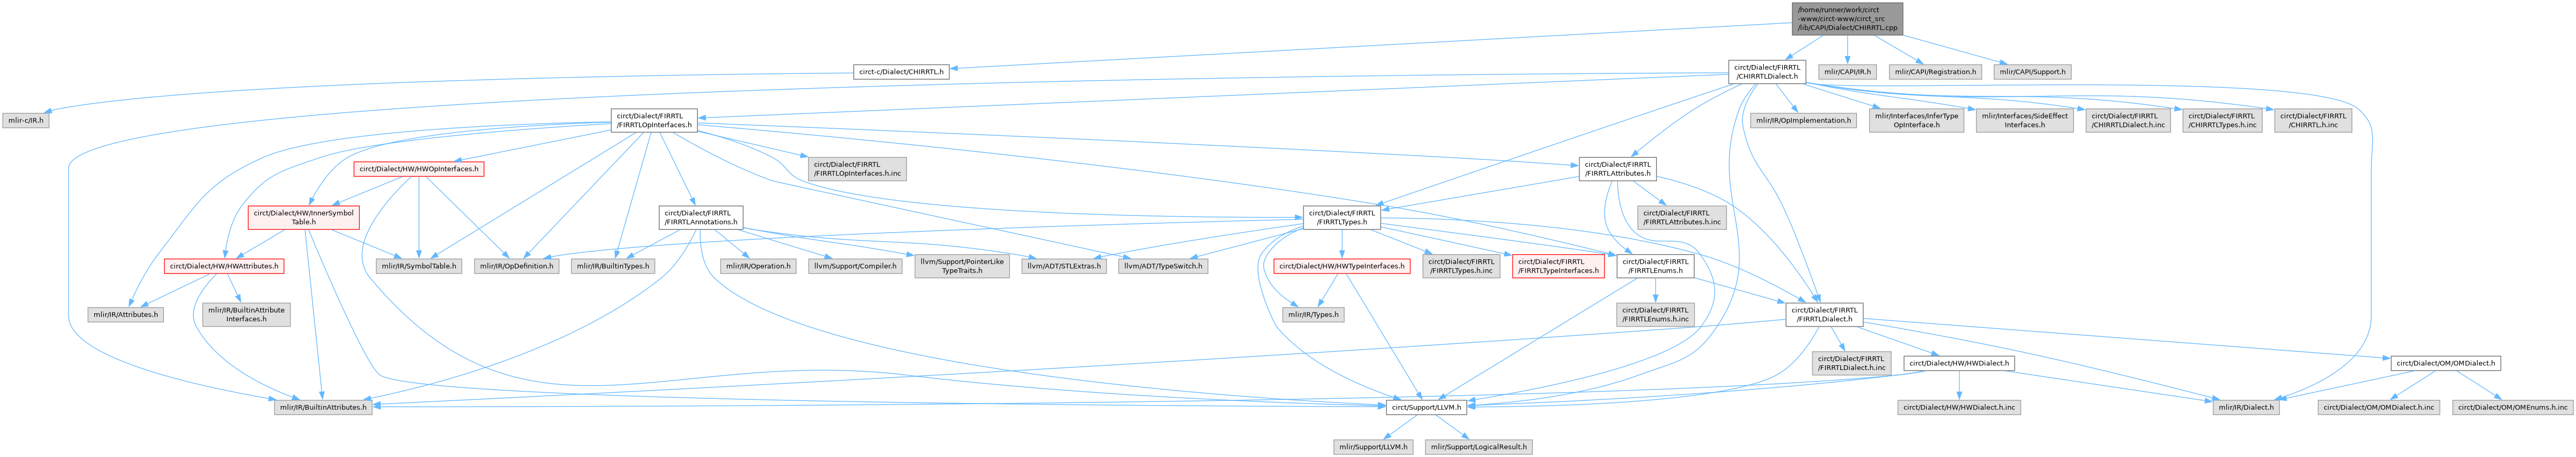 /home/runner/work/circt
-www/circt-www/circt_src
/lib/CAPI/Dialect/CHIRRTL.cpp
circt-c/Dialect/CHIRRTL.h
circt/Dialect/FIRRTL
/CHIRRTLDialect.h
mlir/CAPI/IR.h
mlir/CAPI/Registration.h
mlir/CAPI/Support.h
mlir-c/IR.h
circt/Dialect/FIRRTL
/FIRRTLOpInterfaces.h
mlir/IR/OpImplementation.h
mlir/Interfaces/InferType
OpInterface.h
mlir/Interfaces/SideEffect
Interfaces.h
circt/Dialect/FIRRTL
/CHIRRTLDialect.h.inc
circt/Dialect/FIRRTL
/CHIRRTLTypes.h.inc
circt/Dialect/FIRRTL
/CHIRRTL.h.inc
circt/Dialect/HW/HWOpInterfaces.h
circt/Dialect/FIRRTL
/FIRRTLOpInterfaces.h.inc
circt/Dialect/FIRRTL
/FIRRTLAttributes.h
circt/Dialect/HW/InnerSymbol
Table.h
circt/Dialect/FIRRTL
/FIRRTLAnnotations.h
circt/Dialect/FIRRTL
/FIRRTLTypes.h
circt/Dialect/FIRRTL
/FIRRTLAttributes.h.inc
circt/Dialect/HW/HWAttributes.h
mlir/IR/SymbolTable.h
mlir/IR/OpDefinition.h
mlir/IR/BuiltinTypes.h
mlir/IR/Operation.h
llvm/Support/Compiler.h
llvm/Support/PointerLike
TypeTraits.h
llvm/ADT/STLExtras.h
llvm/ADT/TypeSwitch.h
circt/Dialect/HW/HWTypeInterfaces.h
circt/Dialect/FIRRTL
/FIRRTLTypes.h.inc
circt/Dialect/FIRRTL
/FIRRTLTypeInterfaces.h
circt/Dialect/FIRRTL
/FIRRTLEnums.h
mlir/IR/Attributes.h
mlir/IR/BuiltinAttribute
Interfaces.h
mlir/IR/Types.h
circt/Dialect/FIRRTL
/FIRRTLEnums.h.inc
circt/Dialect/FIRRTL
/FIRRTLDialect.h
circt/Dialect/FIRRTL
/FIRRTLDialect.h.inc
circt/Dialect/HW/HWDialect.h
circt/Dialect/OM/OMDialect.h
mlir/IR/BuiltinAttributes.h
circt/Support/LLVM.h
circt/Dialect/HW/HWDialect.h.inc
mlir/IR/Dialect.h
circt/Dialect/OM/OMDialect.h.inc
circt/Dialect/OM/OMEnums.h.inc
mlir/Support/LLVM.h
mlir/Support/LogicalResult.h